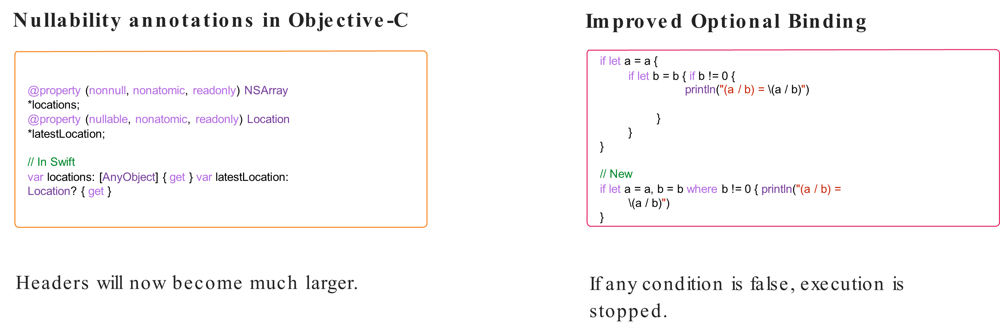 Nullability annotations in Objective-C
@property (nonnull, nonatomic, readonly) NSArray
*locations;
@property (nullable, nonatomic, readonly) Location
*latestLocation;
// In Swift
var locations: [AnyObject] { get } var latestLocation:
Location? { get }
Headers will now become much larger.
Improved Optional Binding
if let a = a {
if let b = b { if b != 0 {
println("(a / b) = \(a / b)")
}
}
}
// New
if let a = a, b = b where b != 0 { println("(a / b) =
\(a / b)")
}
If any condition is false, execution is
stopped.